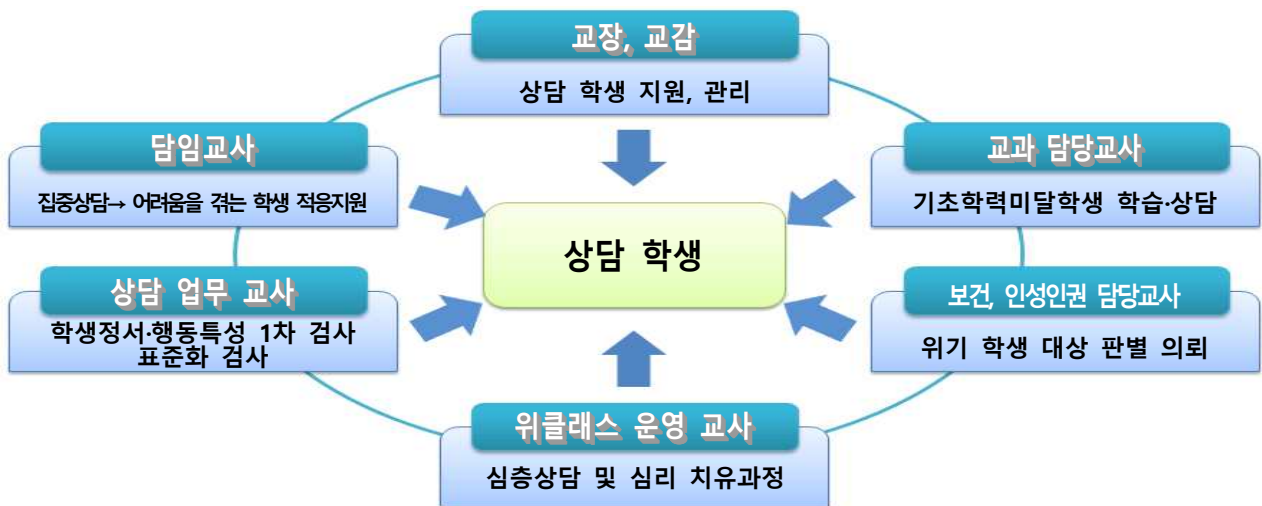 교장, 교감
상담 학생 지원, 관리
담임교사
집중상담→ 어려움을 겪는 학생 적응지원
교과 담당교사
기초학력미달학생 학습·상담
상담 학생
상담 업무 교사
학생정서·행동특성 1차 검사
표준화 검사
보건, 인성인권 담당교사
위기 학생 대상 판별 의뢰
위클래스 운영 교사
심층상담 및 심리 치유과정